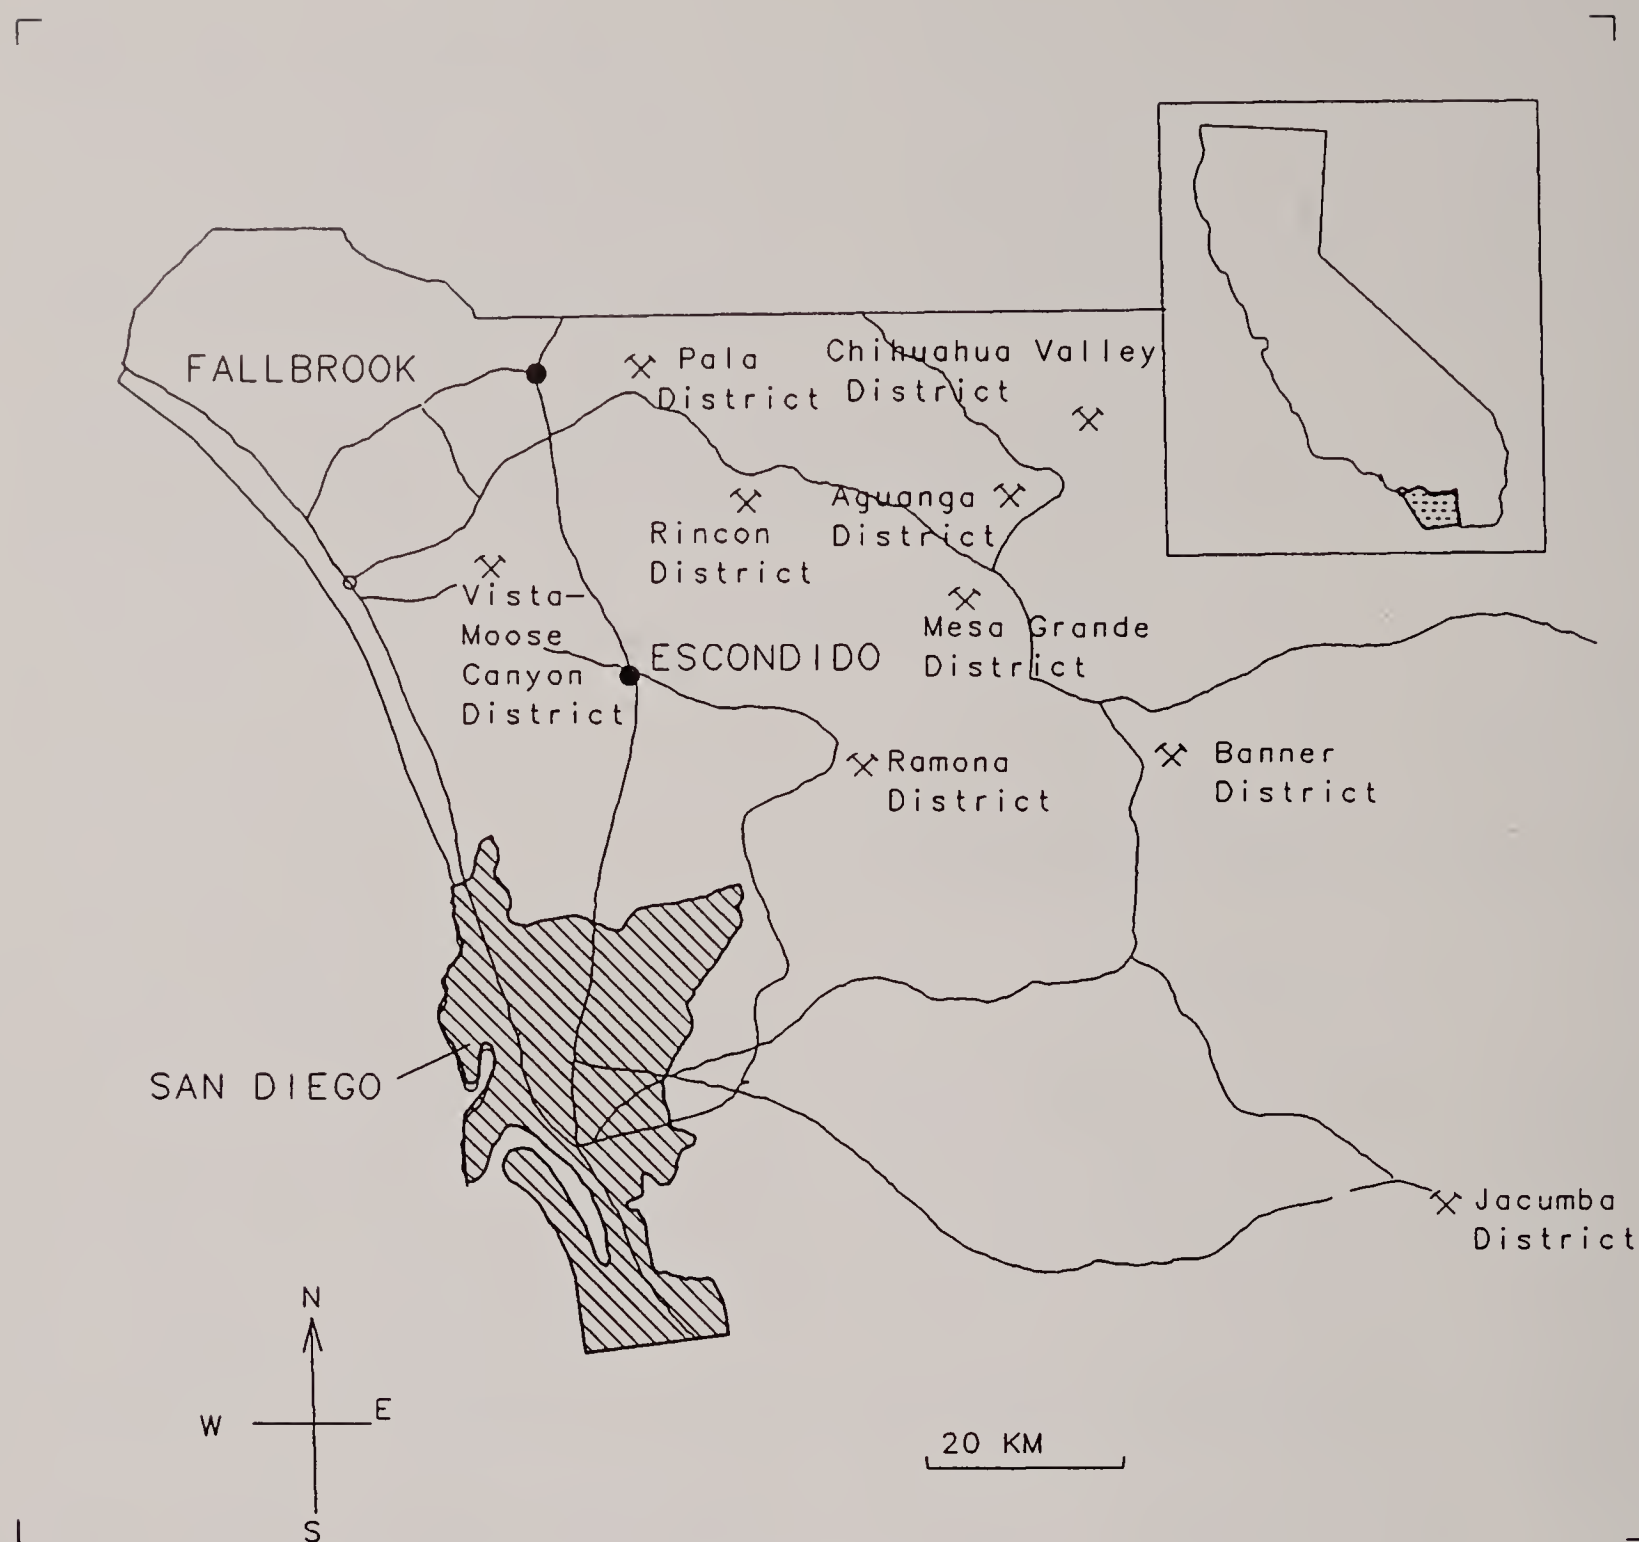 FALLBROOK
Pala
District
Chihuahua Valley
District
Aguanga
District
Rincon
District
Vista-
Moose
Canyon
District
ESCONDIDO
Mesa Grande
District
Ramona
District
Banner
District
SAN DIEGO
Jacumba
District
N
W
E
S
20 KM